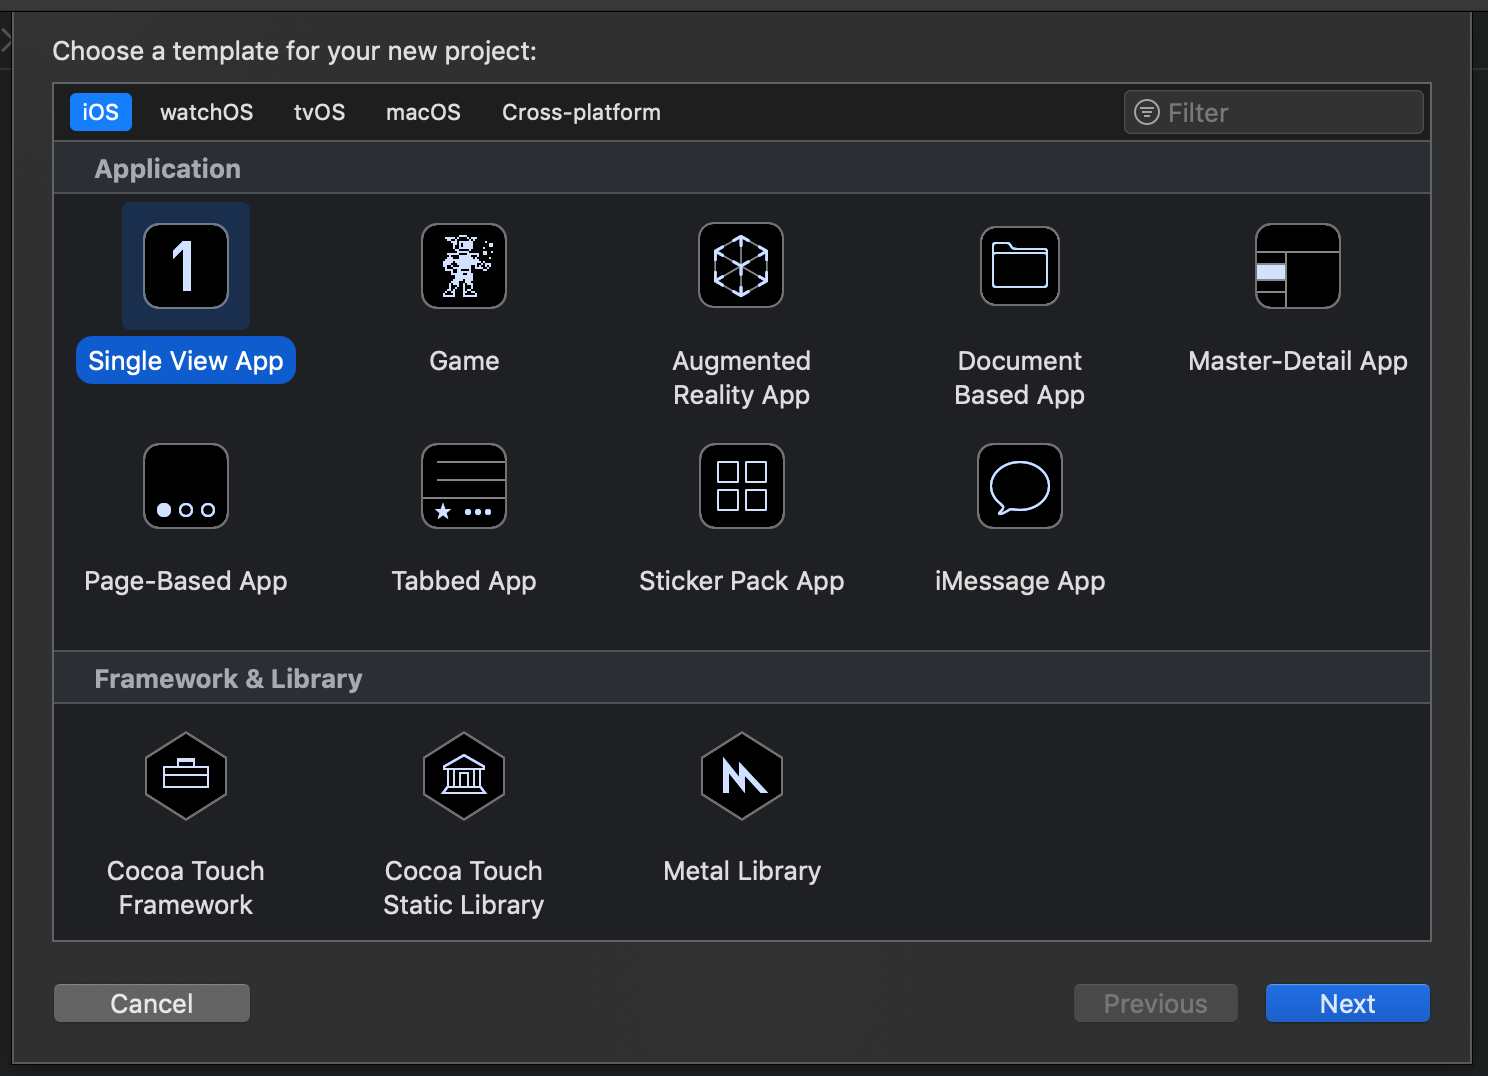 Choose a template for your new project:
iOS watchOS tvOS macOS Cross-platform Filter
Application
1
Single View App Game Augmented Reality App Document Based App Master-Detail App
Page-Based App Tabbed App Sticker Pack App iMessage App
Framework & Library
Cocoa Touch Framework Cocoa Touch Static Library Metal Library
Cancel Previous Next